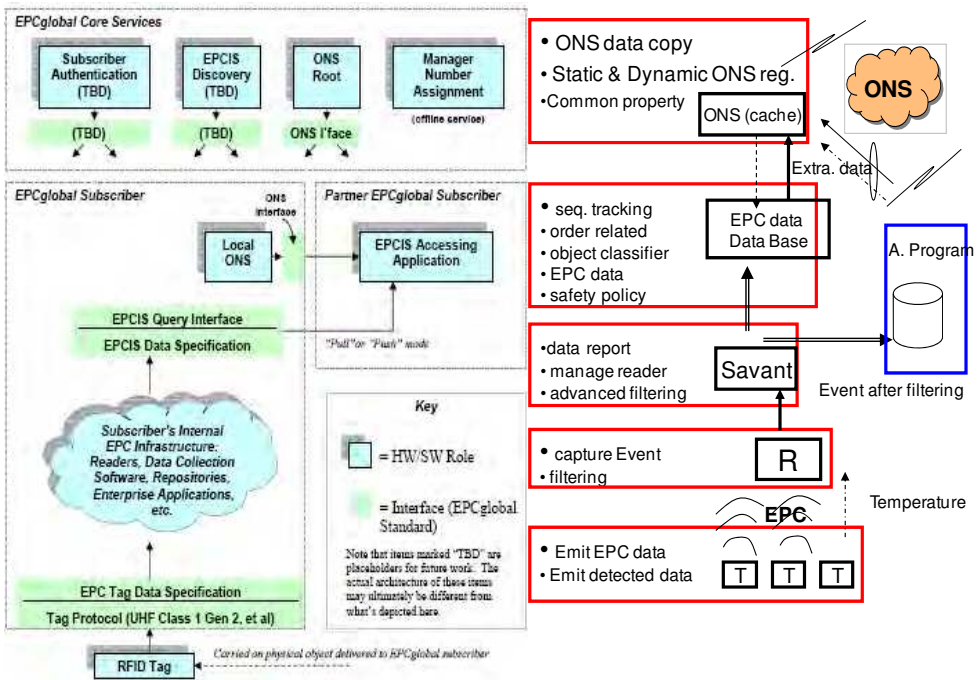 EPCglobal Core Services
Subscriber
Authentication
(TBD)
EPCIS
Discovery
(TBD)
ONS
Root
Manager
Number
Assignment
(offline service)
(TBD)
(TBD)
ONS I'face
EPCglobal Subscriber
ONS
Interface
Local
ONS
Partner EPCglobal Subscriber
EPCIS Accessing
Application
EPCIS Query Interface
EPCIS Data Specification
"Pull" or "Push" mode
Subscriber's Internal
EPC Infrastructure:
Readers, Data Collection
Software, Repositories,
Enterprise Applications,
etc.
Key
= HW/SW Role
= Interface (EPCglobal
Standard)
Note that items marked "TBD" are
placeholders for future work. The
actual architecture of these items
may ultimately be different from
what's depicted here.
EPC Tag Data Specification
Tag Protocol (UHF Class 1 Gen 2, et al)
RFID Tag
Carried on physical object delivered to EPCglobal subscriber
• ONS data copy
• Static & Dynamic ONS reg.
•Common property
ONS (cache)
ONS
Extra. data
• seq. tracking
• order related
• object classifier
• EPC data
• safety policy
EPC data
Data Base
A. Program
•data report
• manage reader
• advanced filtering
Savant
Event after filtering
• capture Event
• filtering
R
Temperature
EPC
• Emit EPC data
• Emit detected data
T
T
T